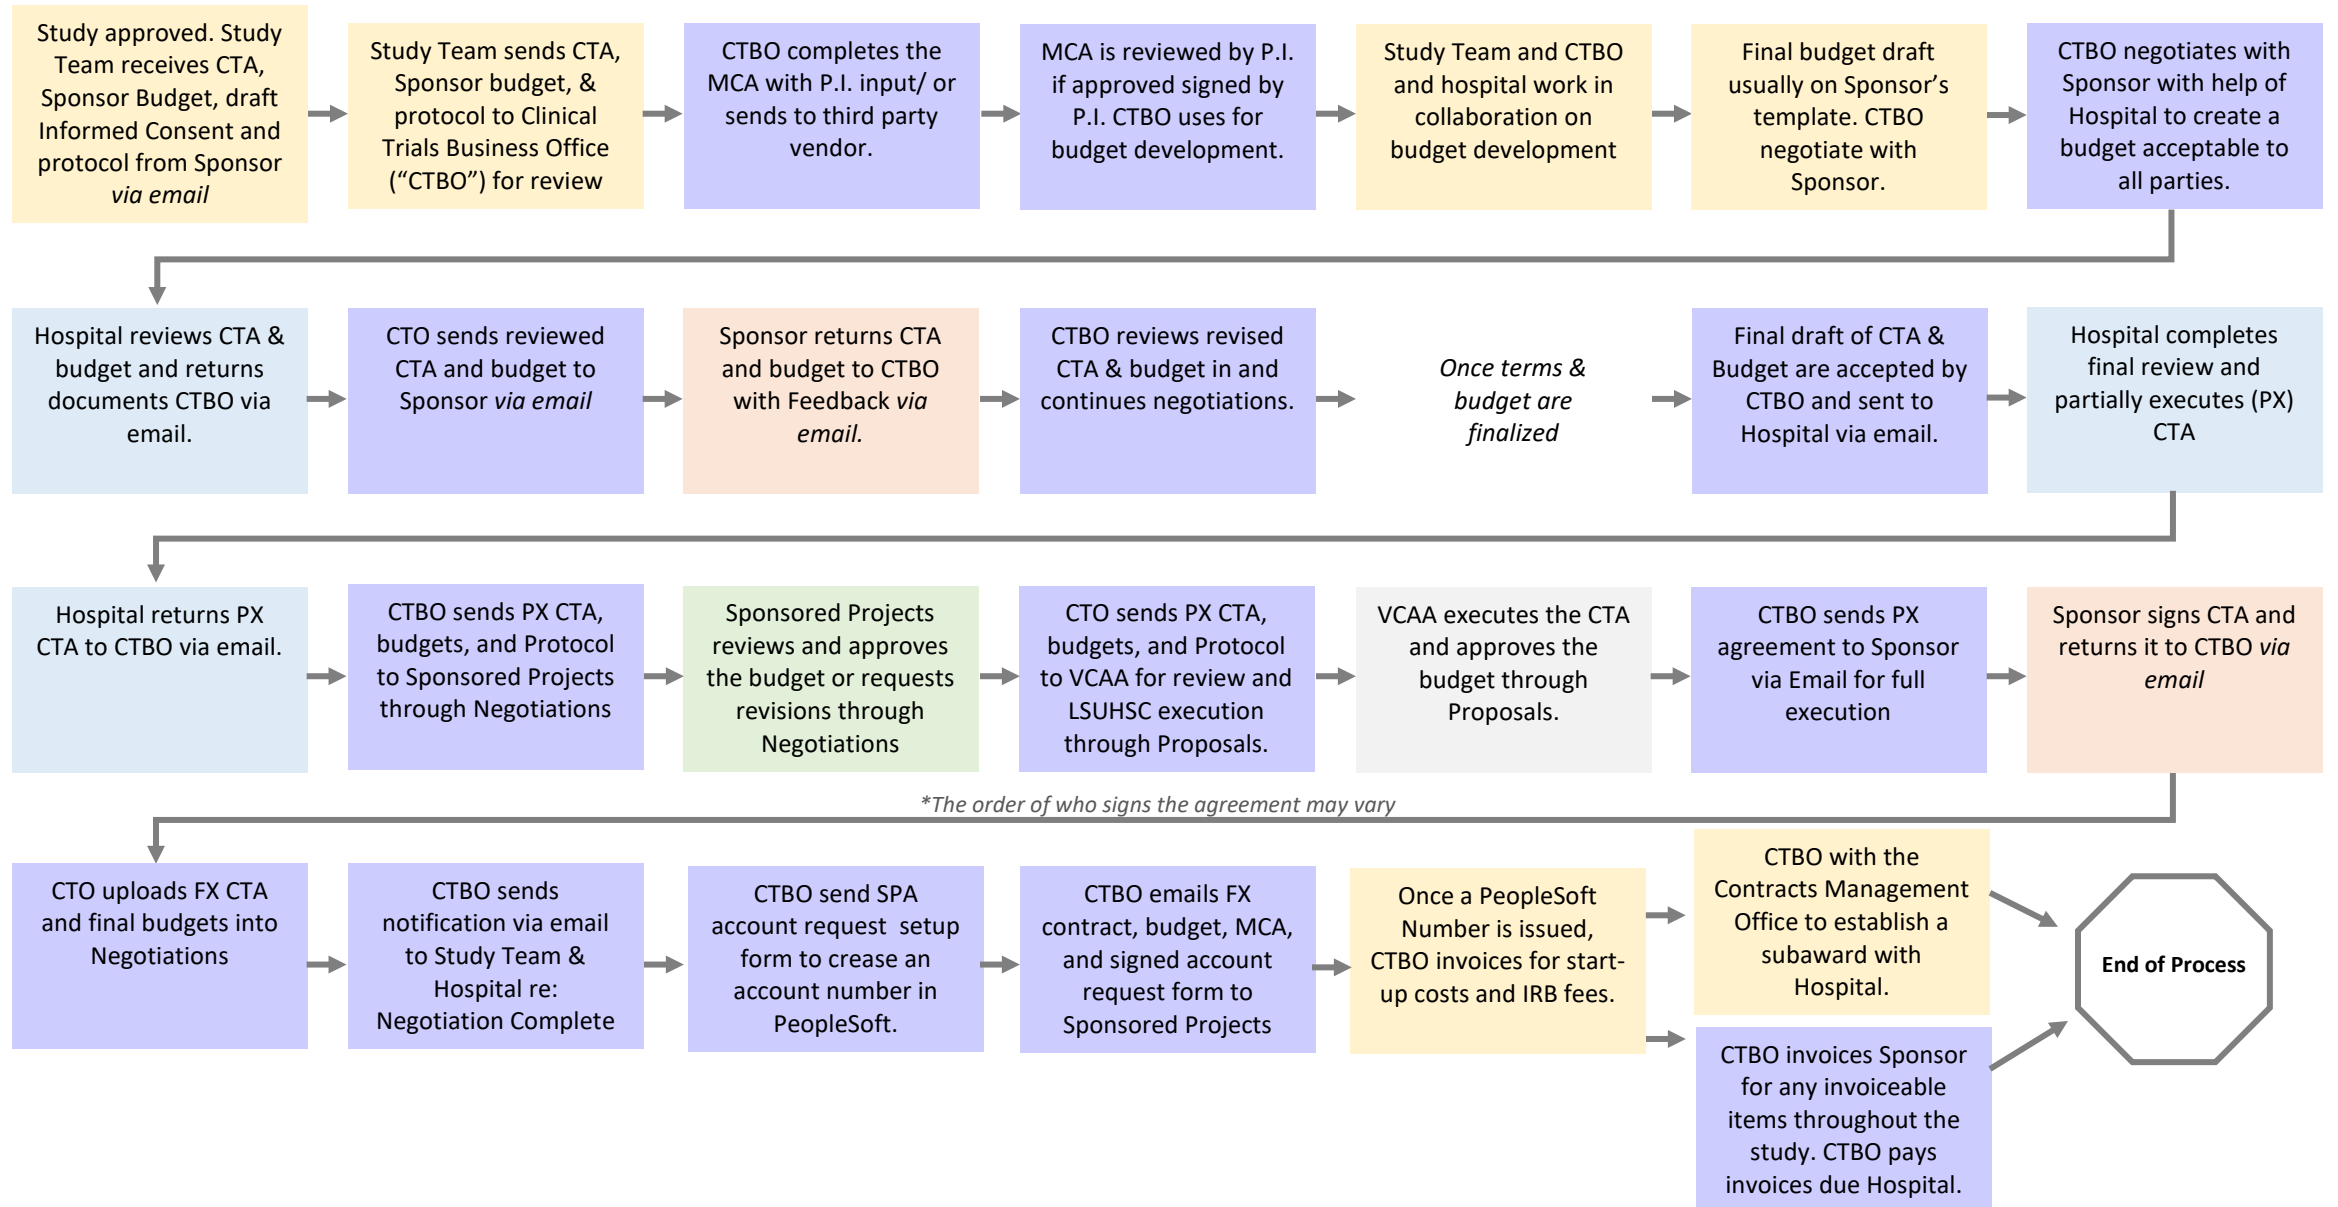 Study approved. Study
Team receives CTA,
Sponsor Budget, draft
Informed Consent and
protocol from Sponsor
via email
Study Team sends CTA,
Sponsor budget, &
protocol to Clinical
Trials Business Office
(“CTBO”) for review
CTBO completes the
MCA with P.I. input/ or
sends to third party
vendor.
MCA is reviewed by P.I.
if approved signed by
P.I. CTBO uses for
budget development.
Study Team and CTBO
and hospital work in
collaboration on
budget development
Final budget draft
usually on Sponsor’s
template. CTBO
negotiate with
Sponsor.
CTBO negotiates with
Sponsor with help of
Hospital to create a
budget acceptable to
all parties.
Hospital reviews CTA &
budget and returns
documents CTBO via
email.
CTO sends reviewed
CTA and budget to
Sponsor via email
Sponsor returns CTA
and budget to CTBO
with Feedback via
email.
CTBO reviews revised
CTA & budget in and
continues negotiations.
Once terms &
budget are
finalized
Final draft of CTA &
Budget are accepted by
CTBO and sent to
Hospital via email.
Hospital completes
final review and
partially executes (PX)
CTA
Hospital returns PX
CTA to CTBO via email.
CTBO sends PX CTA,
budgets, and Protocol
to Sponsored Projects
through Negotiations
Sponsored Projects
reviews and approves
the budget or requests
revisions through
Negotiations
CTO sends PX CTA,
budgets, and Protocol
to VCAA for review and
LSUHSC execution
through Proposals.
VCAA executes the CTA
and approves the
budget through
Proposals.
CTBO sends PX
agreement to Sponsor
via Email for full
execution
Sponsor signs CTA and
returns it to CTBO via
email
*The order of who signs the agreement may vary
CTO uploads FX CTA
and final budgets into
Negotiations
CTBO sends
notification via email
to Study Team &
Hospital re:
Negotiation Complete
CTBO send SPA
account request setup
form to crease an
account number in
PeopleSoft.
CTBO emails FX
contract, budget, MCA,
and signed account
request form to
Sponsored Projects
Once a PeopleSoft
Number is issued,
CTBO invoices for start-
up costs and IRB fees.
CTBO with the
Contracts Management
Office to establish a
subaward with
Hospital.
CTBO invoices Sponsor
for any invoiceable
items throughout the
study. CTBO pays
invoices due Hospital.
End of Process